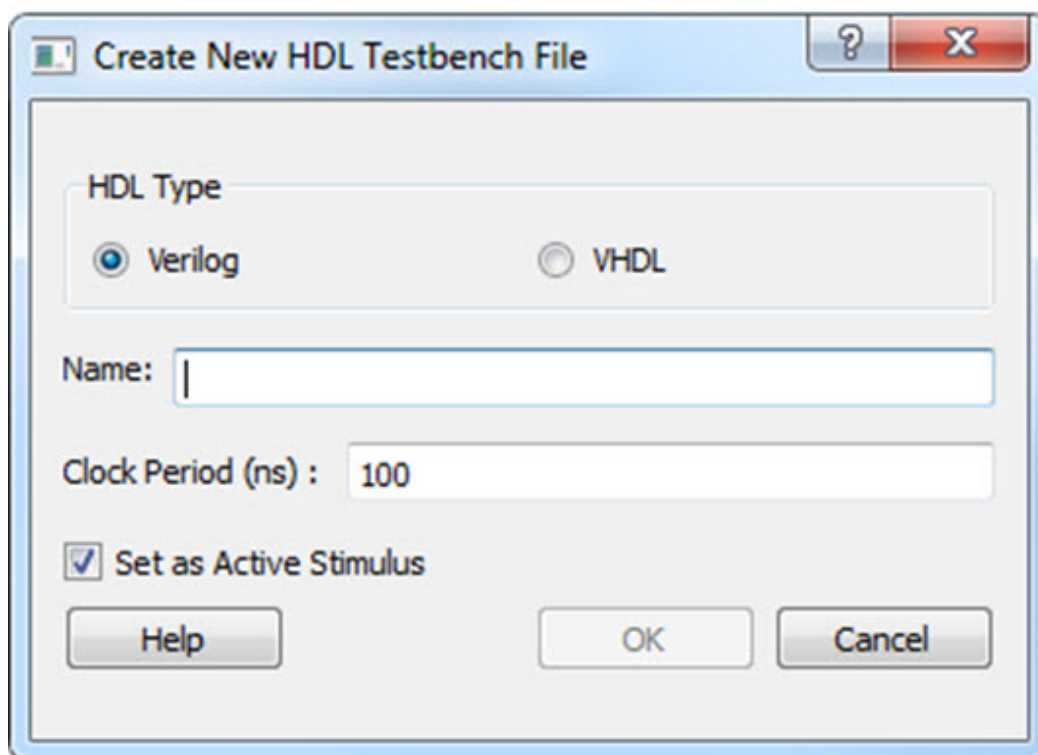 Create New HDL Testbench File
?
HDL Type
Verilog
VHDL
Name:
Clock Period (ns) :
100
Set as Active Stimulus
Help
OK
Cancel